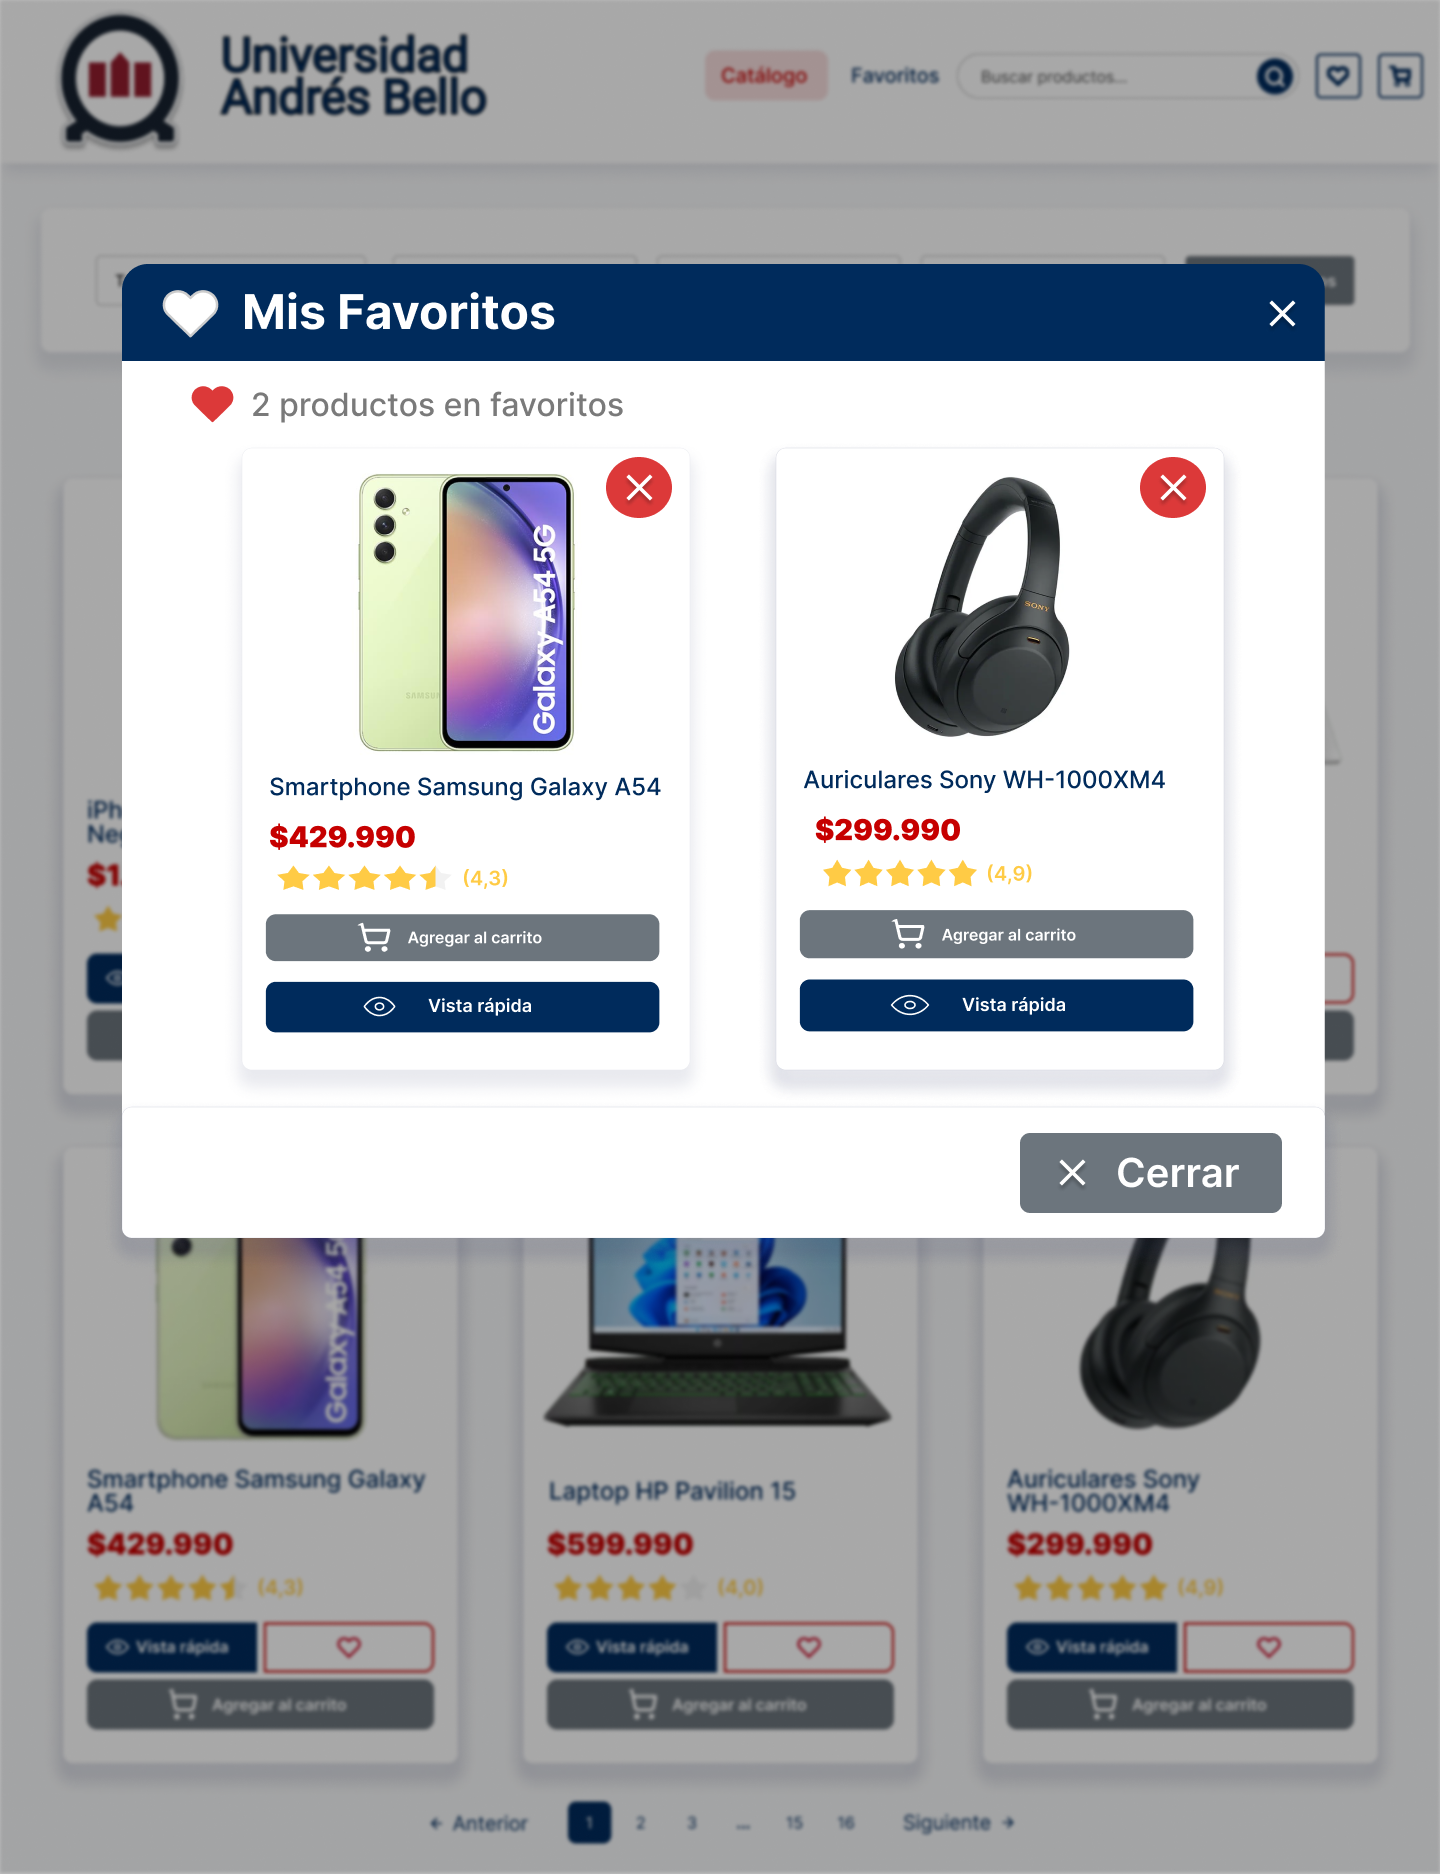 Universidad
Andrés Bello
Catálogo
Favoritos
Buscar productos...
Mis Favoritos
2 productos en favoritos
SAMSUNG
Galaxy A54 5G
SONY
Smartphone Samsung Galaxy A54
$429.990
(4,3)
Agregar al carrito
Vista rápida
Auriculares Sony WH-1000XM4
$299.990
(4,9)
Agregar al carrito
Vista rápida
Cerrar
iPh
Neg
$1.
Galaxy A54 5
Smartphone Samsung Galaxy
A54
$429.990
(4,3)
Vista rápida
Agregar al carrito
Laptop HP Pavilion 15
$599.990
(4,0)
Vista rápida
Agregar al carrito
Auriculares Sony
WH-1000XM4
$299.990
(4,9)
Vista rápida
Agregar al carrito
← Anterior 1 2 3 ... 15 16 Siguiente →